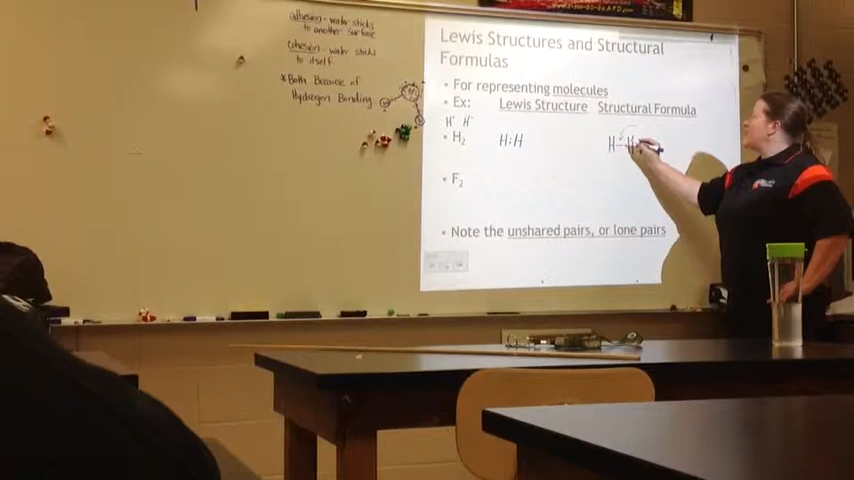 adhesion - water sticks
to another surface
cohesion - water sticks
to itself
*Both Because of
Hydrogen Bonding
Lewis Structures and Structural
Formulas
• For representing molecules
• Ex: Lewis Structure Structural Formula
H· H·
• H2 H:H H—H
• F2
• Note the unshared pairs, or lone pairs